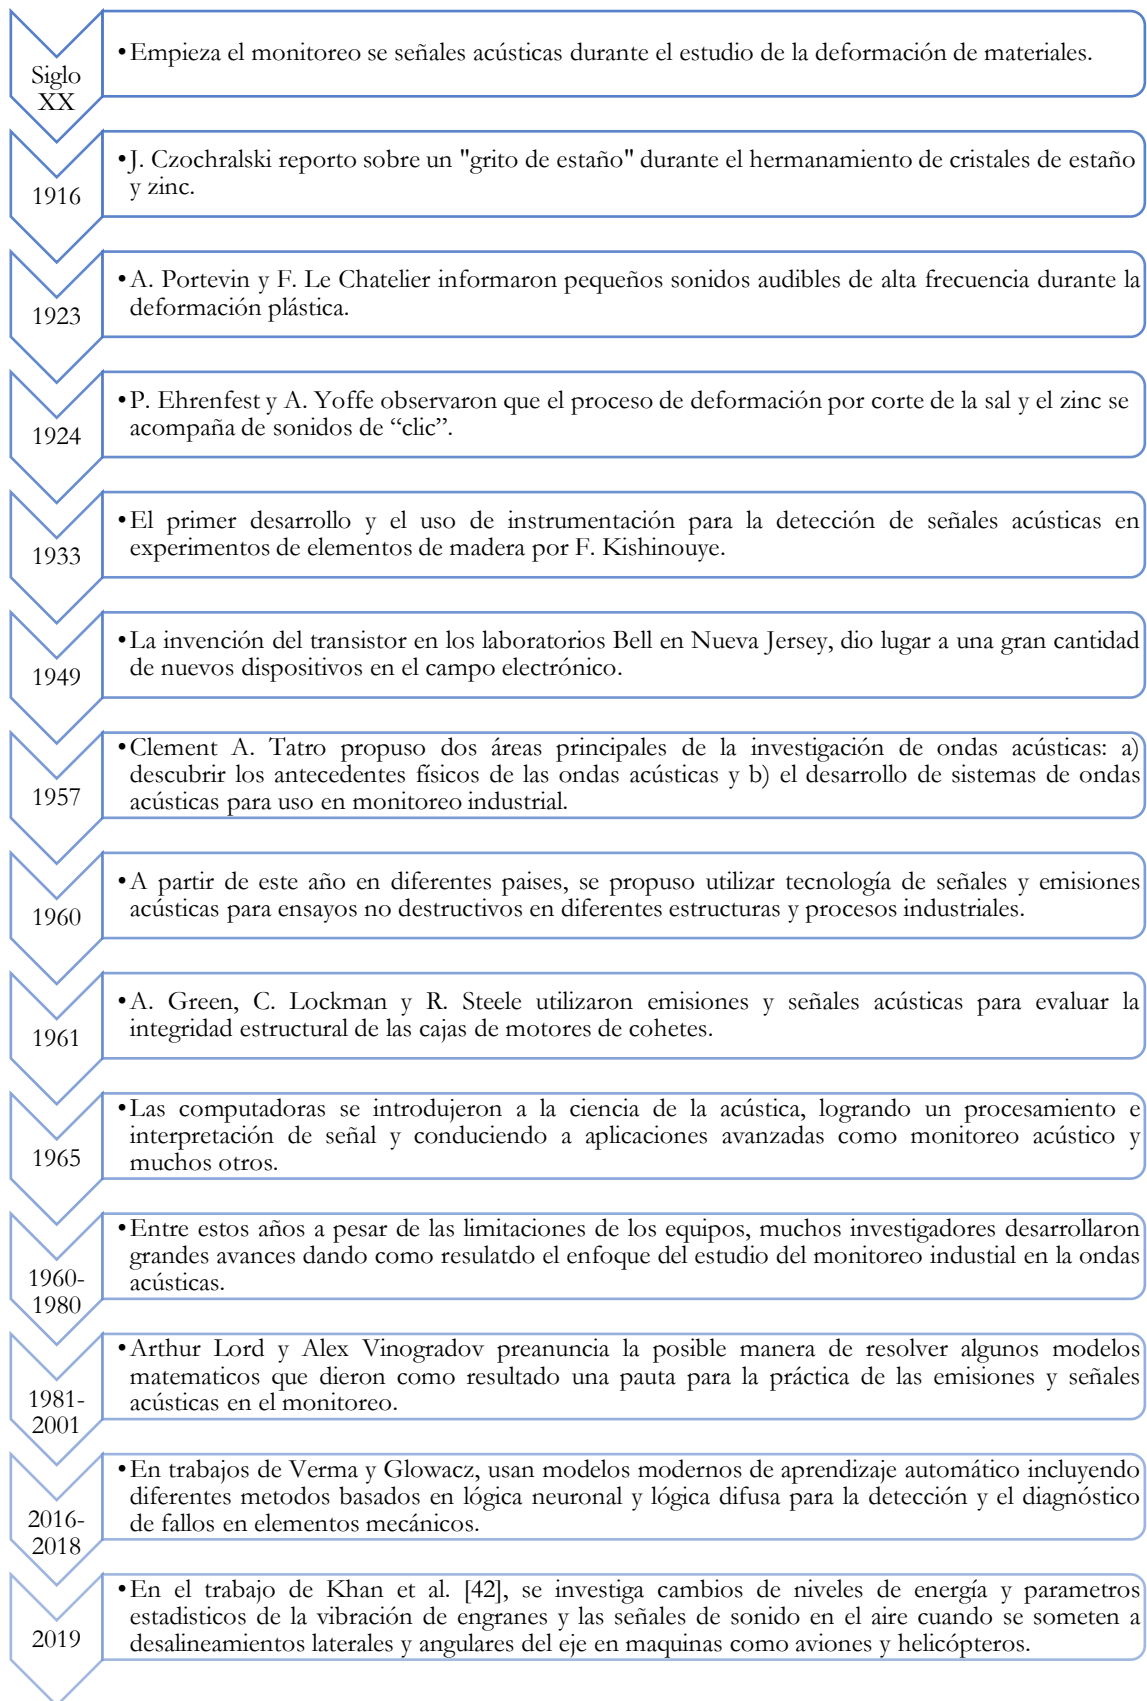 Siglo
XX
•Empieza el monitoreo se señales acústicas durante el estudio de la deformación de materiales.
1916
•J. Czochralski reporto sobre un "grito de estaño" durante el hermanamiento de cristales de estaño
y zinc.
1923
•A. Portevin y F. Le Chatelier informaron pequeños sonidos audibles de alta frecuencia durante la
deformación plástica.
1924
•P. Ehrenfest y A. Yoffe observaron que el proceso de deformación por corte de la sal y el zinc se
acompaña de sonidos de “clic”.
1933
•El primer desarrollo y el uso de instrumentación para la detección de señales acústicas en
experimentos de elementos de madera por F. Kishinouye.
1949
•La invención del transistor en los laboratorios Bell en Nueva Jersey, dio lugar a una gran cantidad
de nuevos dispositivos en el campo electrónico.
1957
•Clement A. Tatro propuso dos áreas principales de la investigación de ondas acústicas: a)
descubrir los antecedentes físicos de las ondas acústicas y b) el desarrollo de sistemas de ondas
acústicas para uso en monitoreo industrial.
1960
•A partir de este año en diferentes paises, se propuso utilizar tecnología de señales y emisiones
acústicas para ensayos no destructivos en diferentes estructuras y procesos industriales.
1961
•A. Green, C. Lockman y R. Steele utilizaron emisiones y señales acústicas para evaluar la
integridad estructural de las cajas de motores de cohetes.
1965
•Las computadoras se introdujeron a la ciencia de la acústica, logrando un procesamiento e
interpretación de señal y conduciendo a aplicaciones avanzadas como monitoreo acústico y
muchos otros.
1960-
1980
•Entre estos años a pesar de las limitaciones de los equipos, muchos investigadores desarrollaron
grandes avances dando como resulatdo el enfoque del estudio del monitoreo industial en la ondas
acústicas.
1981-
2001
•Arthur Lord y Alex Vinogradov preanuncia la posible manera de resolver algunos modelos
matematicos que dieron como resultado una pauta para la práctica de las emisiones y señales
acústicas en el monitoreo.
2016-
2018
•En trabajos de Verma y Glowacz, usan modelos modernos de aprendizaje automático incluyendo
diferentes metodos basados en lógica neuronal y lógica difusa para la detección y el diagnóstico
de fallos en elementos mecánicos.
2019
•En el trabajo de Khan et al. [42], se investiga cambios de niveles de energía y parametros
estadisticos de la vibración de engranes y las señales de sonido en el aire cuando se someten a
desalineamientos laterales y angulares del eje en maquinas como aviones y helicópteros.